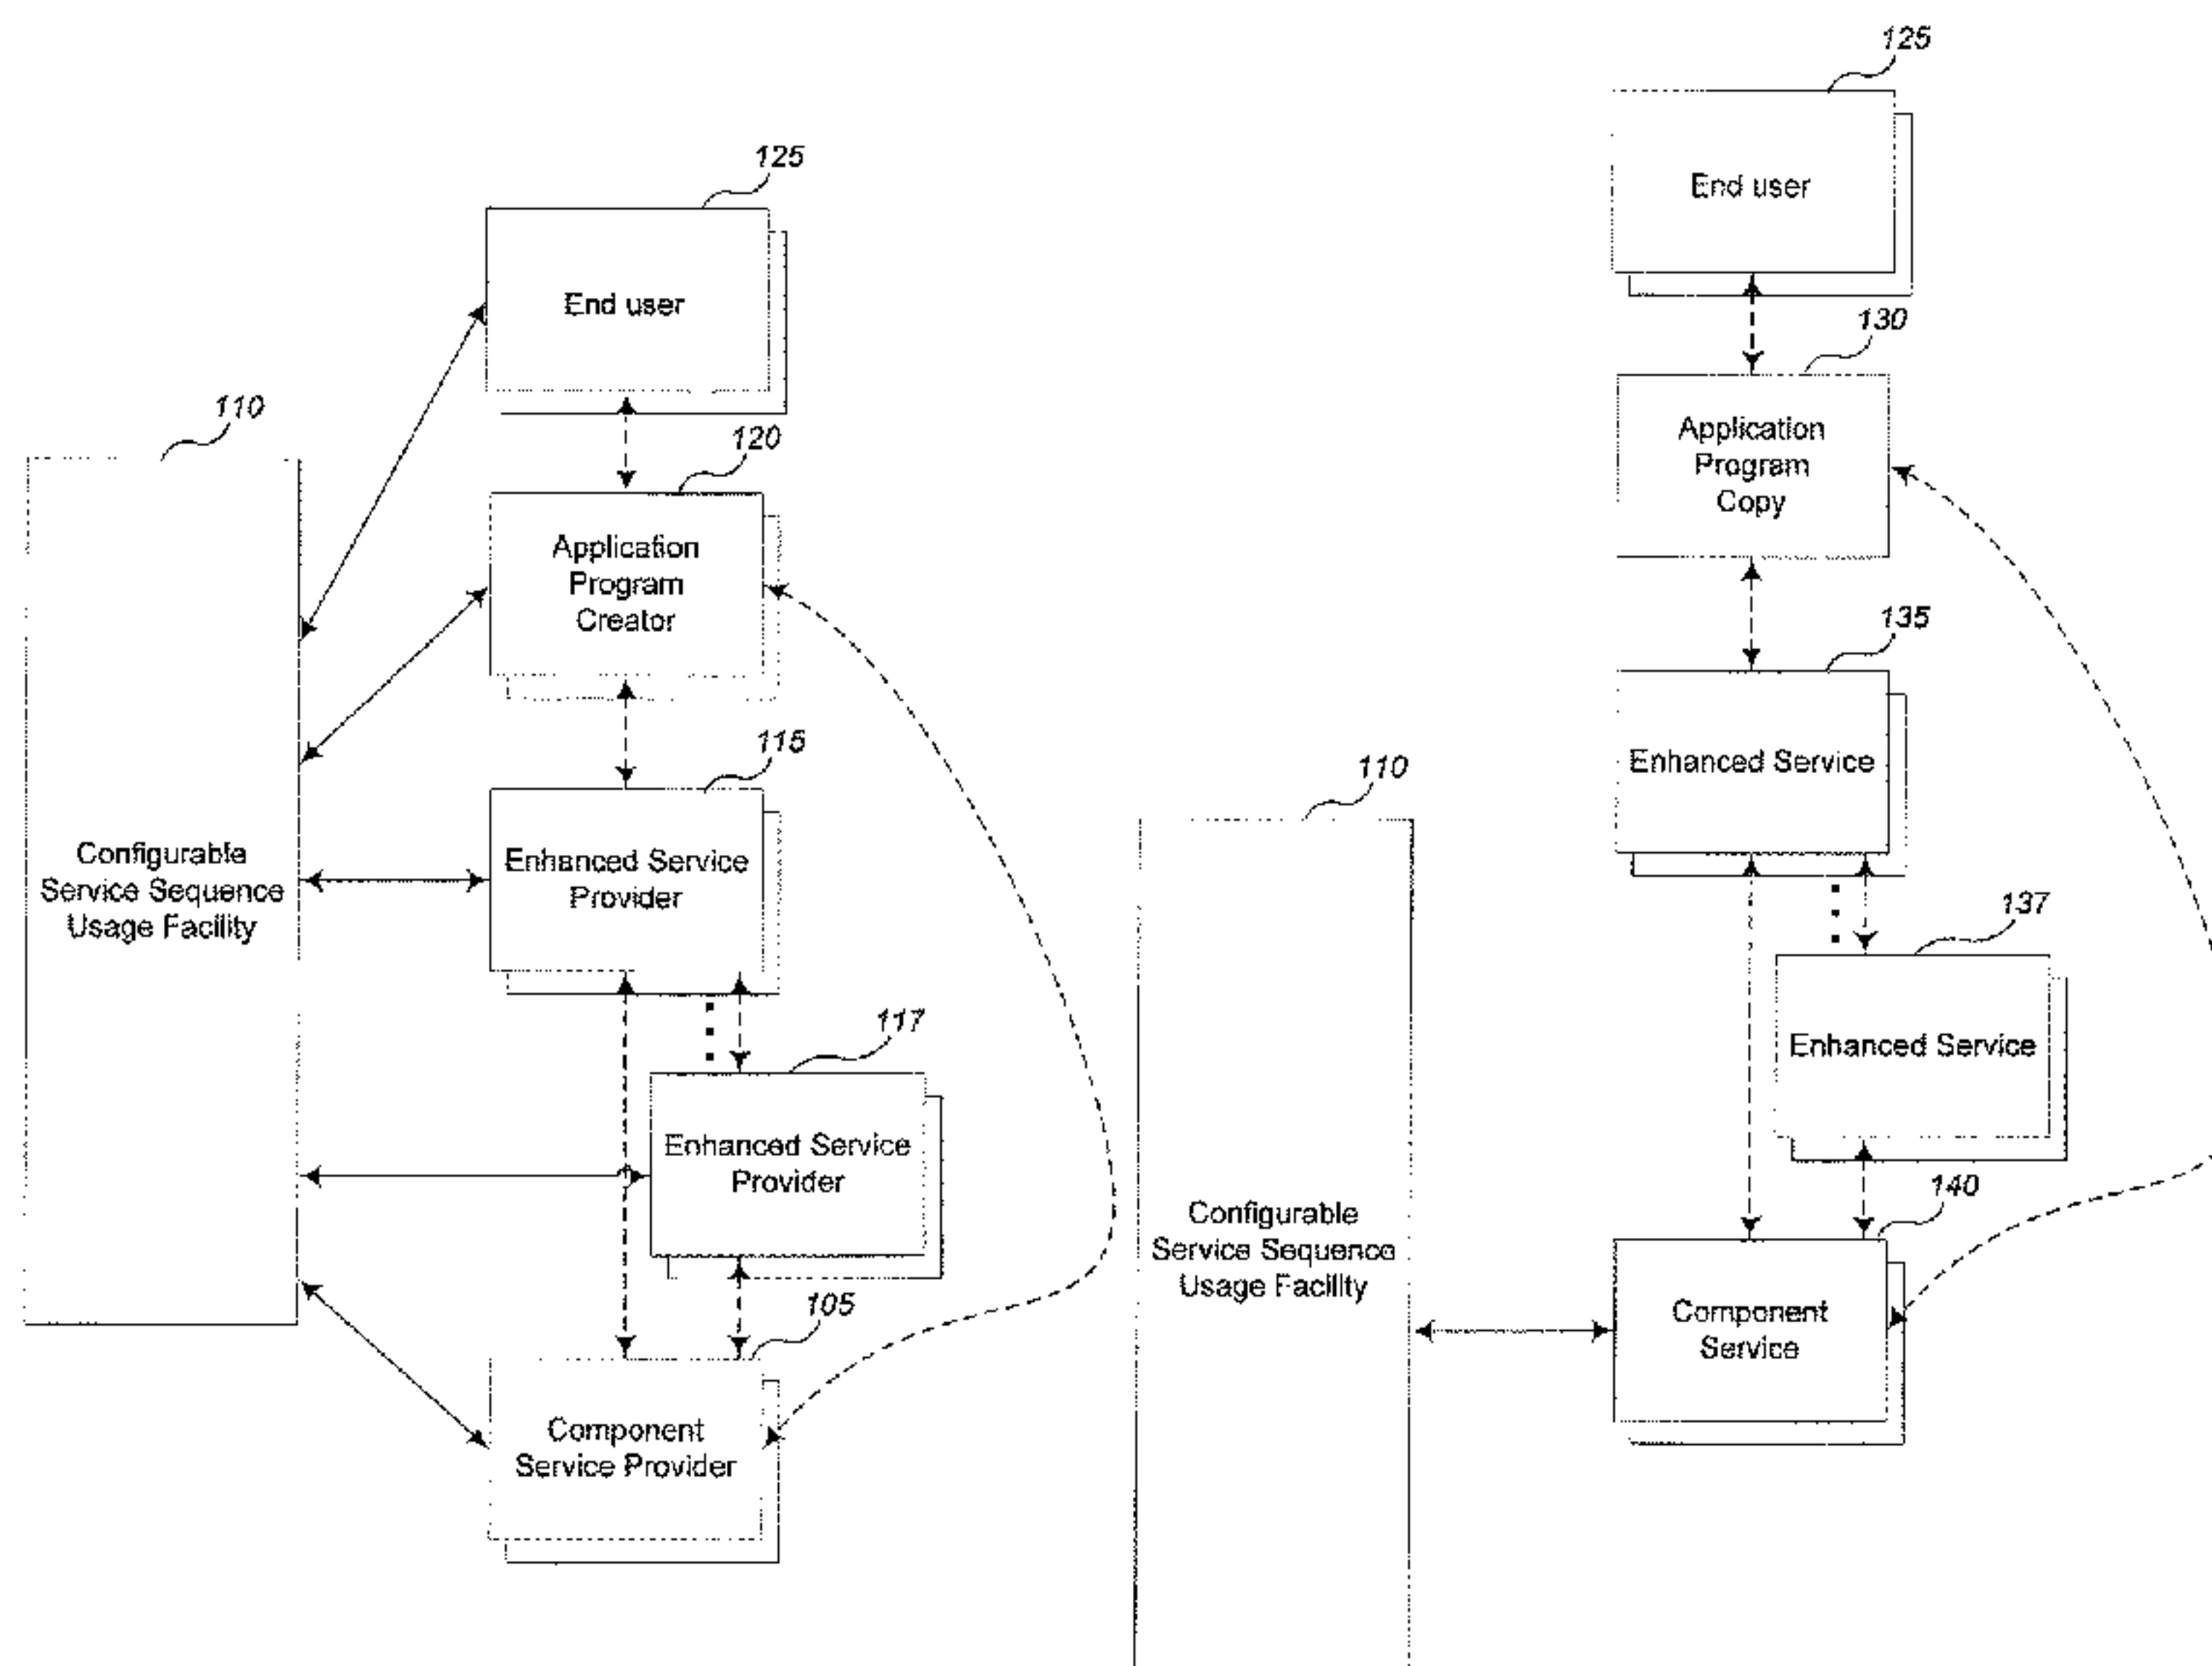 125
End user
110
120
Application
Program
Creator
115
Enhanced Service
Provider
Configurable
Service Sequence
Usage Facility
117
Enhanced Service
Provider
105
Component
Service Provider
125
End user
130
Application
Program
Copy
135
Enhanced Service
110
137
Enhanced Service
140
Configurable
Service Sequence
Usage Facility
Component
Service